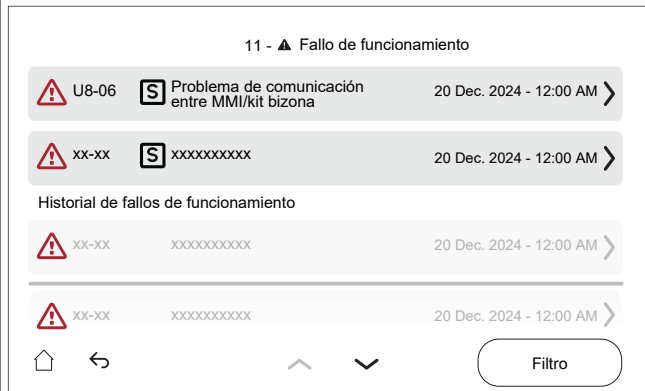 11 - Fallo de funcionamiento
U8-06 S Problema de comunicación 20 Dec. 2024 - 12:00 AM
entre MMI/kit bizona
xx-xx S xxxxxxxxxx 20 Dec. 2024 - 12:00 AM
Historial de fallos de funcionamiento
xx-xx xxxxxxxxxx 20 Dec. 2024 - 12:00 AM
xx-xx xxxxxxxxxx 20 Dec. 2024 - 12:00 AM
Filtro